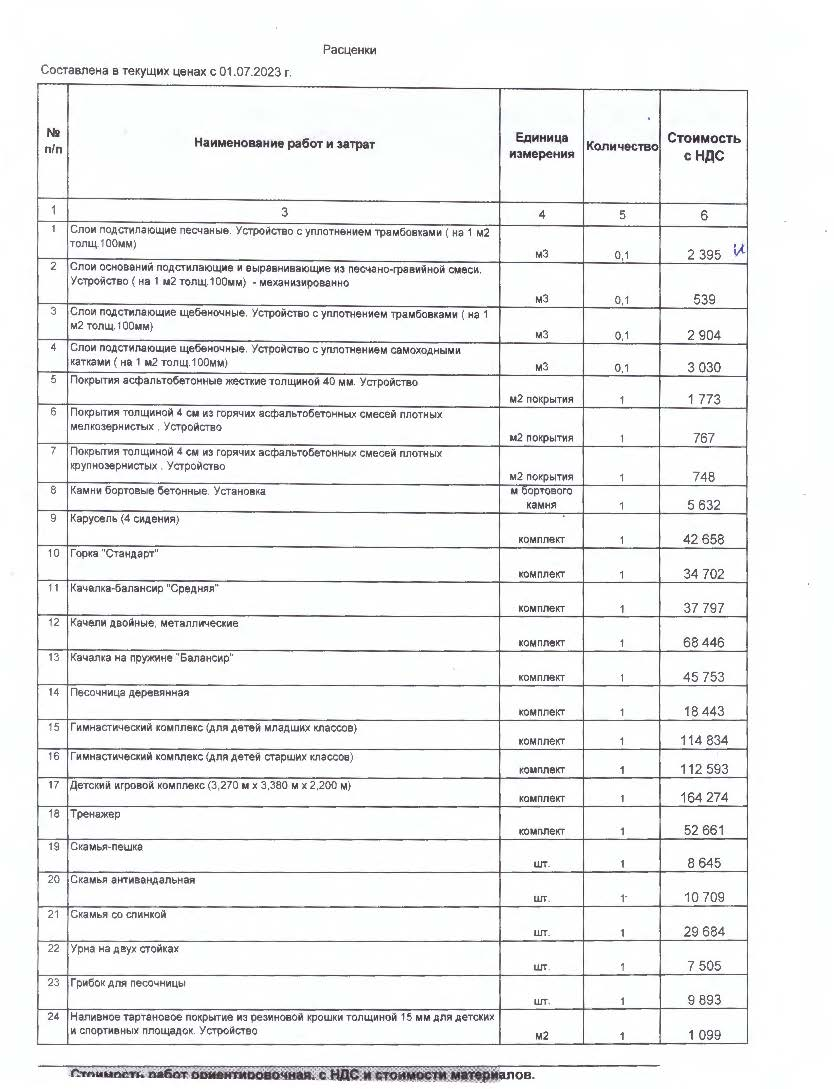 Расценки
Составлена в текущих ценах с 01.07.2023 г.
№ п/п Наименование работ и затрат Единица измерения Количество Стоимость с НДС
1 3 4 5 6
1 Слои подстилающие песчаные. Устройство с уплотнением трамбовками ( на 1 м2
толщ.100мм) м3 0,1 2 395
2 Слои оснований подстилающие и выравнивающие из песчано-гравийной смеси.
Устройство ( на 1 м2 толщ.100мм) - механизированно м3 0,1 539
3 Слои подстилающие щебеночные. Устройство с уплотнением трамбовками ( на 1
м2 толщ.100мм) м3 0,1 2 904
4 Слои подстилающие щебеночные. Устройство с уплотнением самоходными
катками ( на 1 м2 толщ.100мм) м3 0,1 3 030
5 Покрытия асфальтобетонные жесткие толщиной 40 мм. Устройство
м2 покрытия 1 1 773
6 Покрытия толщиной 4 см из горячих асфальтобетонных смесей плотных
мелкозернистых . Устройство м2 покрытия 1 767
7 Покрытия толщиной 4 см из горячих асфальтобетонных смесей плотных
крупнозернистых . Устройство м2 покрытия 1 748
8 Камни бортовые бетонные. Установка м бортового
камня 1 5 632
9 Карусель (4 сидения)
комплект 1 42 658
10 Горка "Стандарт"
комплект 1 34 702
11 Качалка-балансир "Средняя"
комплект 1 37 797
12 Качели двойные, металлические
комплект 1 68 446
13 Качалка на пружине "Балансир"
комплект 1 45 753
14 Песочница деревянная
комплект 1 18 443
15 Гимнастический комплекс (для детей младших классов)
комплект 1 114 834
16 Гимнастический комплекс (для детей старших классов)
комплект 1 112 593
17 Детский игровой комплекс (3,270 м х 3,380 м х 2,200 м)
комплект 1 164 274
18 Тренажер
комплект 1 52 661
19 Скамья-пешка
шт. 1 8 645
20 Скамья антивандальная
шт. 1 10 709
21 Скамья со спинкой
шт. 1 29 684
22 Урна на двух стойках
шт. 1 7 505
23 Грибок для песочницы
шт. 1 9 893
24 Наливное тартановое покрытие из резиновой крошки толщиной 15 мм для детских
и спортивных площадок. Устройство м2 1 1 099
Стоимость работ ориентировочная, с НДС и стоимости материалов.